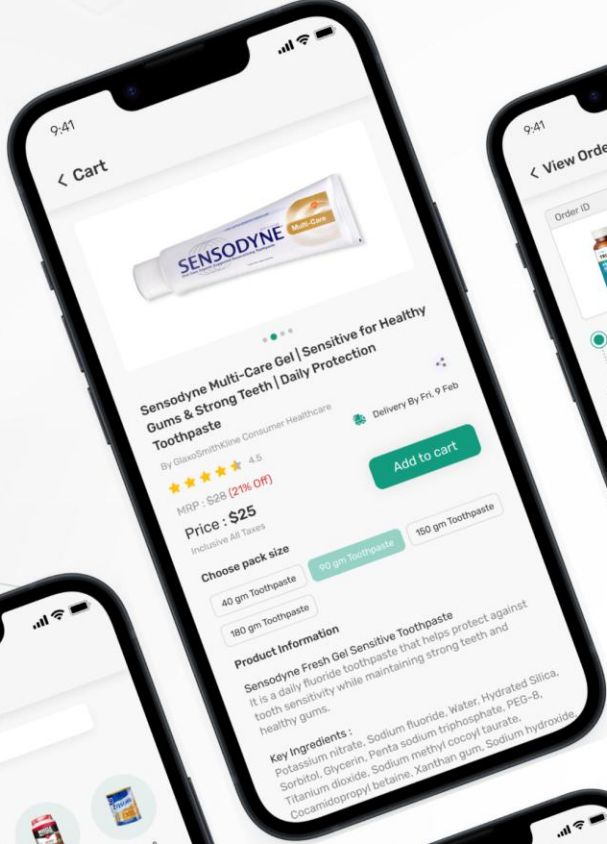 9:41
< Cart
SENSODYNE
Multi-Care
Sensodyne Multi-Care Gel | Sensitive for Healthy
Gums & Strong Teeth | Daily Protection
Toothpaste
By GlaxoSmithKline Consumer Healthcare
4.5
Delivery By Fri, 9 Feb
MRP : $28 (21% Off)
Price : $25
Inclusive All Taxes
Add to cart
Choose pack size
40 gm Toothpaste
90 gm Toothpaste
150 gm Toothpaste
180 gm Toothpaste
Product Information
Sensodyne Fresh Gel Sensitive Toothpaste
It is a daily fluoride toothpaste that helps protect against
tooth sensitivity while maintaining strong teeth and
healthy gums.
Key Ingredients :
Potassium nitrate, Sodium fluoride, Water, Hydrated Silica,
Sorbitol, Glycerin, Penta sodium triphosphate, PEG-8,
Titanium dioxide, Sodium methyl cocoyl taurate,
Cocamidopropyl betaine, Xanthan gum, Sodium hydroxide,
9:41
< View Orde
Order ID